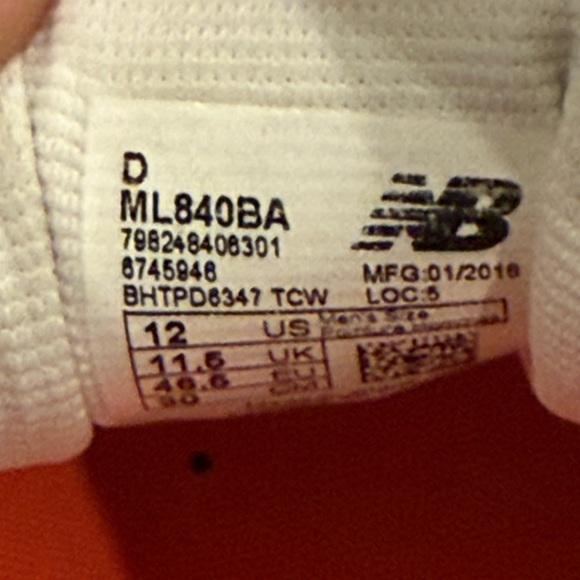 D
ML840BA
NB
798248408301
6745946
MFG:01/2016
BHTPD6347 TCW LOC:5
12 US Men's Size
11.5 UK
46.5 EU
30 CM